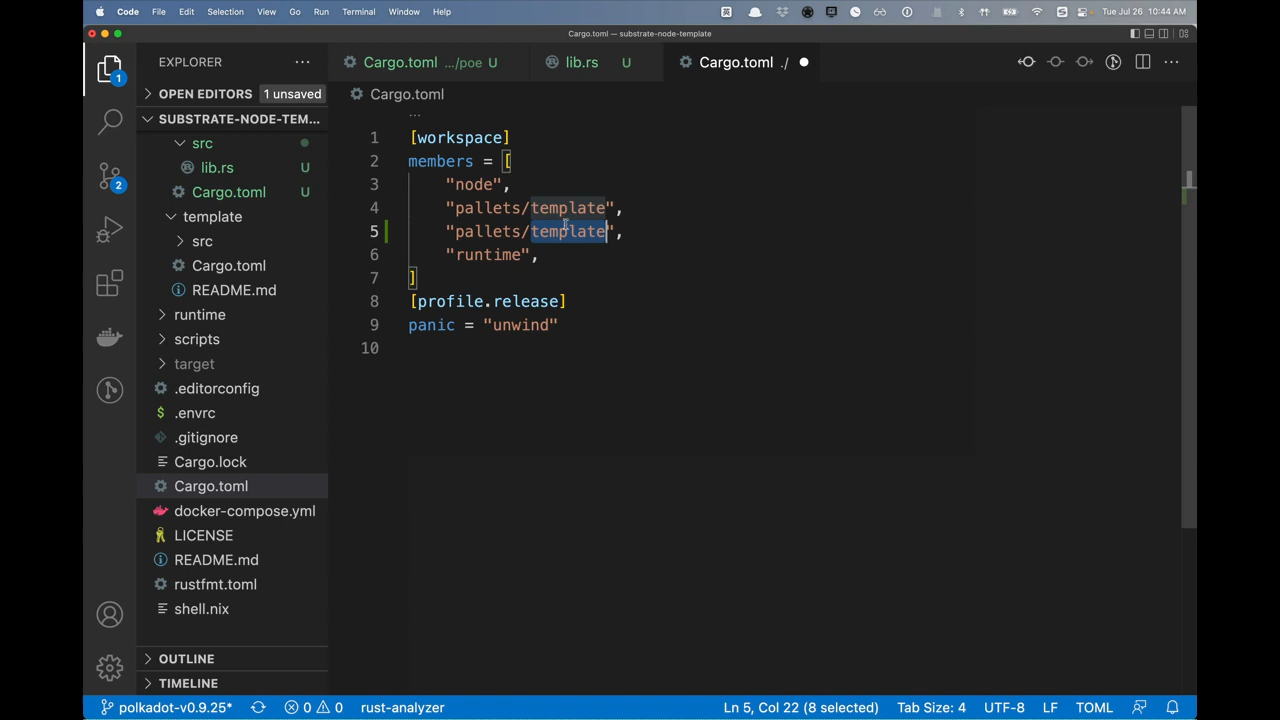 Code File Edit Selection View Go Run Terminal Window Help 英 Tue Jul 26 10:44 AM
Cargo.toml — substrate-node-template
EXPLORER
Cargo.toml .../poe U
lib.rs U
Cargo.toml ./
1
OPEN EDITORS 1 unsaved
Cargo.toml
SUBSTRATE-NODE-TEM...
...
src
lib.rs U
Cargo.toml U
2
template
src
Cargo.toml
README.md
runtime
scripts
target
.editorconfig
.envrc
.gitignore
Cargo.lock
Cargo.toml
docker-compose.yml
LICENSE
README.md
rustfmt.toml
shell.nix
OUTLINE
TIMELINE
1 [workspace]
2 members = [
3 "node",
4 "pallets/template",
5 "pallets/template",
6 "runtime",
7 ]
8 [profile.release]
9 panic = "unwind"
10
polkadot-v0.9.25* 0 0 rust-analyzer Ln 5, Col 22 (8 selected) Tab Size: 4 UTF-8 LF TOML